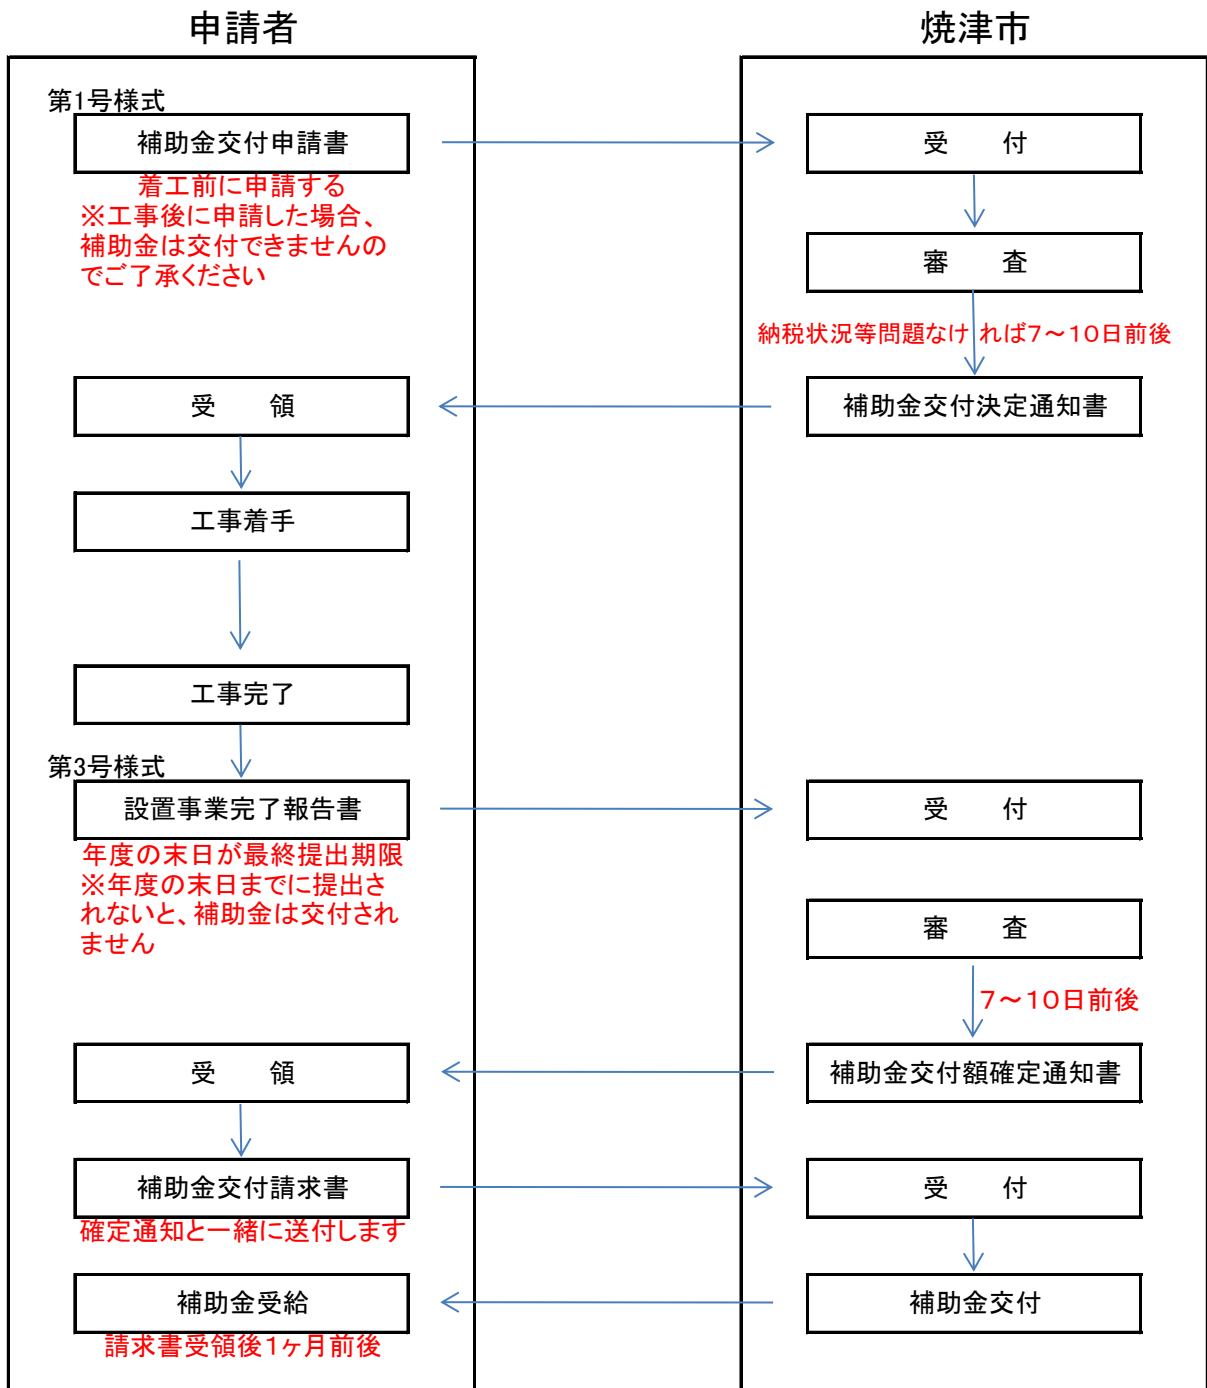 申請者
焼津市
第1号様式
補助金交付申請書
受　　付
着工前に申請する
※工事後に申請した場合、
補助金は交付できませんの
でご了承ください
審　　査
納税状況等問題なければ7～10日前後
受　　領
補助金交付決定通知書
工事着手
工事完了
第3号様式
設置事業完了報告書
受　　付
年度の末日が最終提出期限
※年度の末日までに提出さ
れないと、補助金は交付され
ません
審　　査
7～10日前後
受　　領
補助金交付額確定通知書
補助金交付請求書
受　　付
確定通知と一緒に送付します
補助金受給
補助金交付
請求書受領後1ヶ月前後